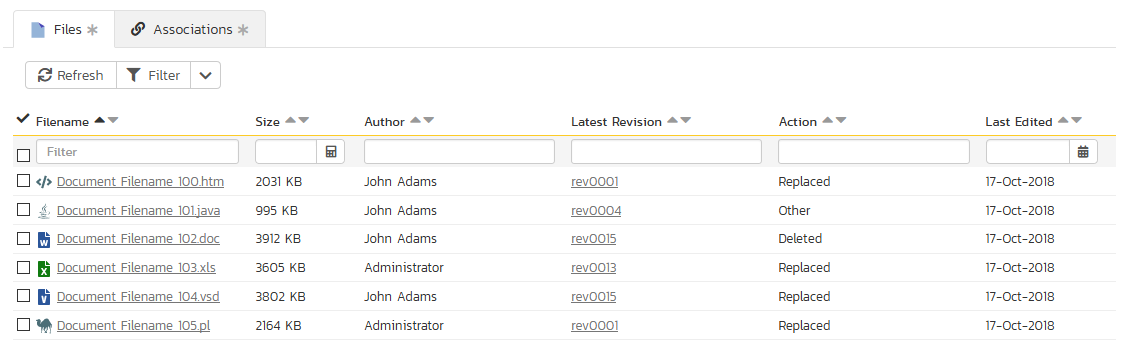 Files Associations
Refresh Filter
Filename Size Author Latest Revision Action Last Edited
Filter
Document Filename 100.htm 2031 KB John Adams rev0001 Replaced 17-Oct-2018
Document Filename 101.java 995 KB John Adams rev0004 Other 17-Oct-2018
Document Filename 102.doc 3912 KB John Adams rev0015 Deleted 17-Oct-2018
Document Filename 103.xls 3605 KB Administrator rev0013 Replaced 17-Oct-2018
Document Filename 104.vsd 3802 KB John Adams rev0015 Replaced 17-Oct-2018
Document Filename 105.pl 2164 KB Administrator rev0001 Replaced 17-Oct-2018